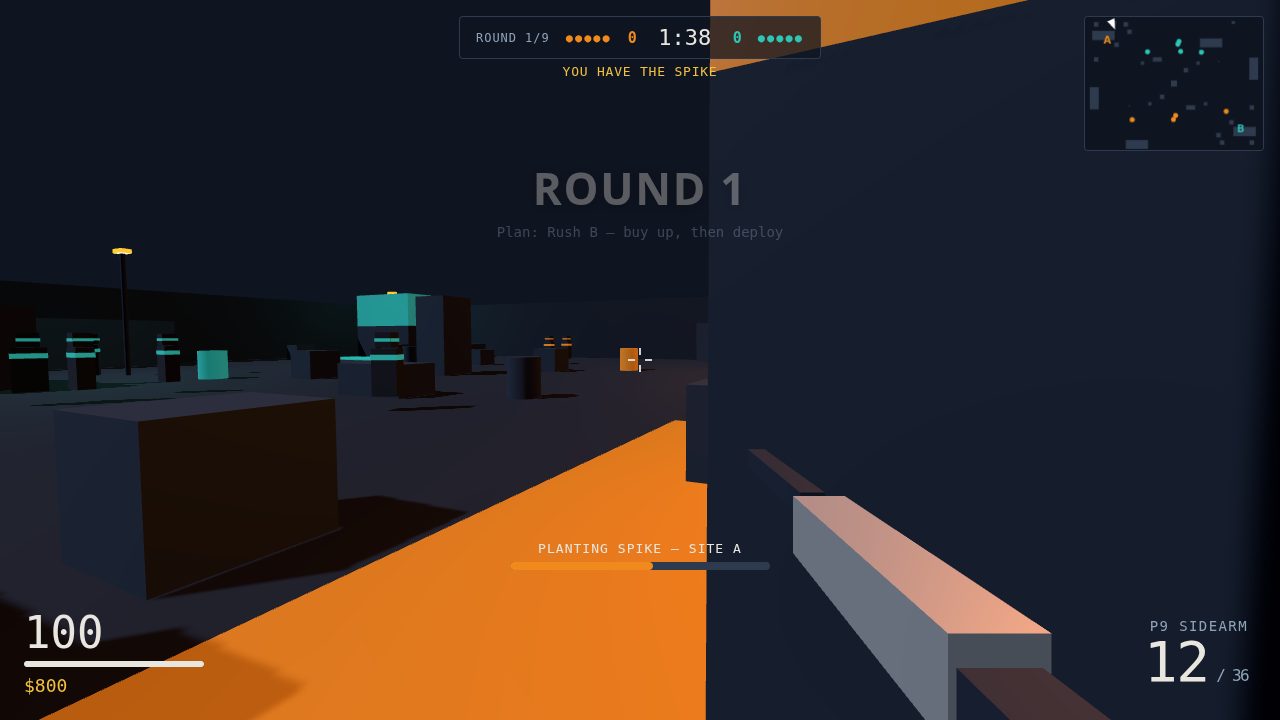 ROUND 1/9 0 1:38 0
YOU HAVE THE SPIKE
A
B
ROUND 1
Plan: Rush B — buy up, then deploy
PLANTING SPIKE — SITE A
100
$800
P9 SIDEARM
12 / 36